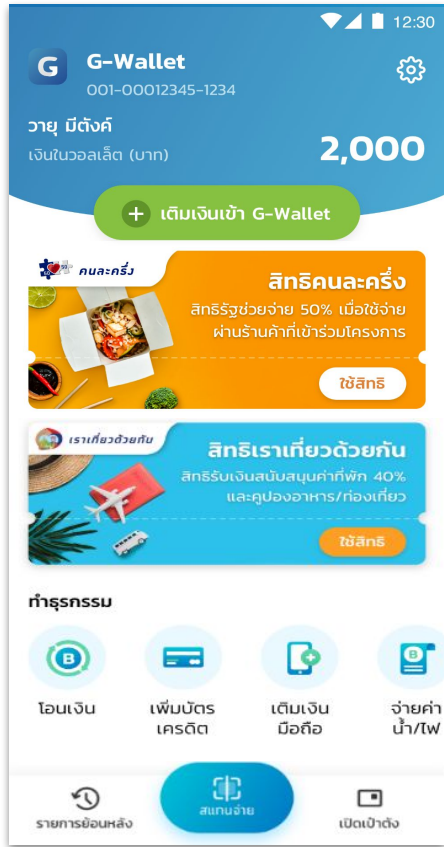 12:30
G
G-Wallet
001-00012345-1234
วายุ มีตังค์
เงินในวอลเล็ต (บาท)
2,000
+ เติมเงินเข้า G-Wallet
คนละครึ่ง
สิทธิคนละครึ่ง
สิทธิรัฐช่วยจ่าย 50% เมื่อใช้จ่าย
ผ่านร้านค้าที่เข้าร่วมโครงการ
ใช้สิทธิ
เราเที่ยวด้วยกัน
สิทธิเราเที่ยวด้วยกัน
สิทธิรับเงินสนับสนุนค่าที่พัก 40%
และคูปองอาหาร/ท่องเที่ยว
ใช้สิทธิ
ทำธุรกรรม
โอนเงิน
เพิ่มบัตร
เครดิต
เติมเงิน
มือถือ
จ่ายค่า
น้ำ/ไฟ
รายการย้อนหลัง
สแกนจ่าย
เปิดเป๋าตัง